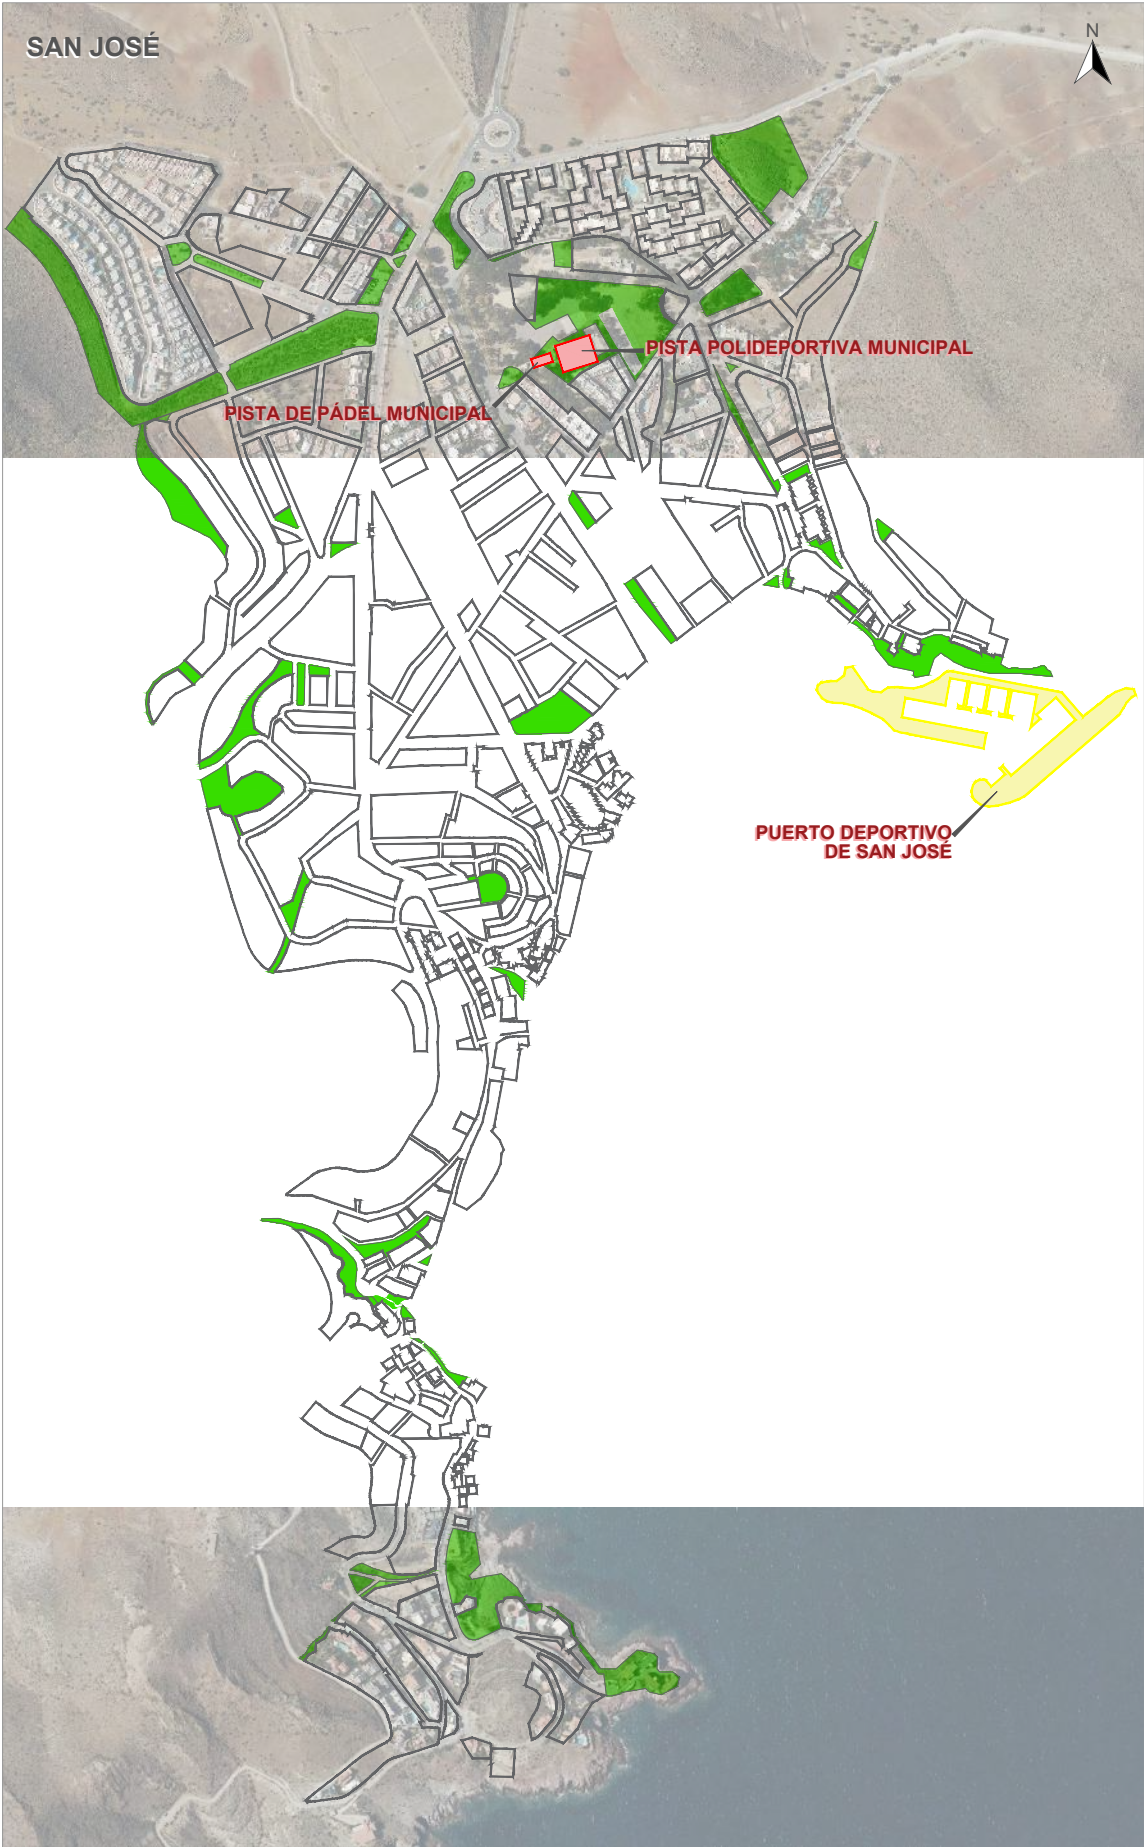 SAN JOSÉ
N
PISTA POLIDEPORTIVA MUNICIPAL
PISTA DE PÁDEL MUNICIPAL
PUERTO DEPORTIVO
DE SAN JOSÉ